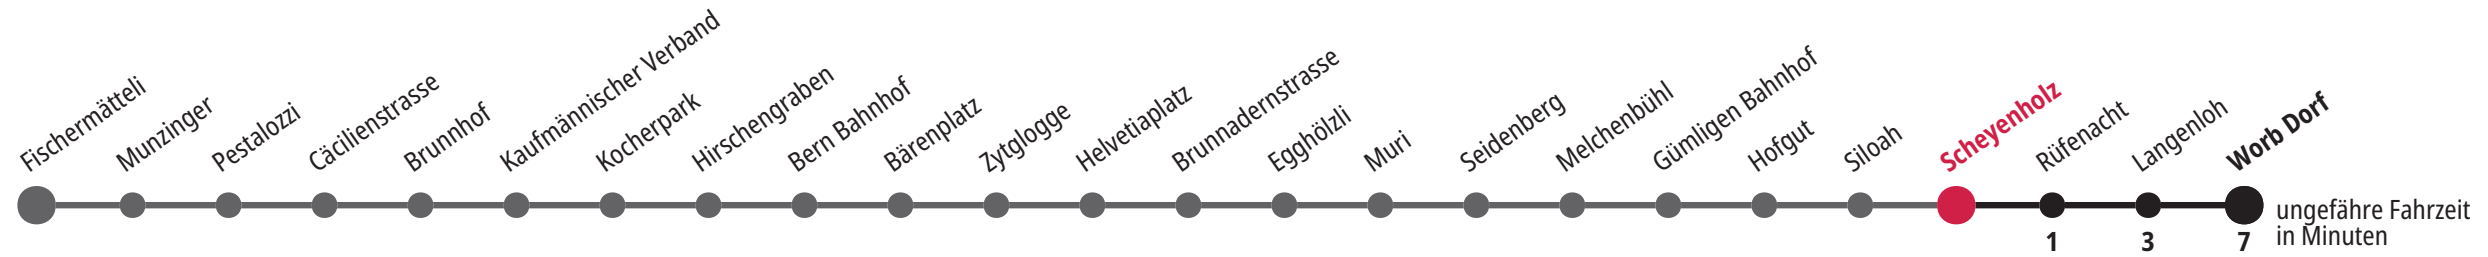 Fischermätteli
Munzinger
Pestalozzi
Cäcilienstrasse
Brunnhof
Kaufmännischer Verband
Kocherpark
Hirschengraben
Bern Bahnhof
Bärenplatz
Zytglogge
Helvetiaplatz
Brunnadernstrasse
Egghölzli
Muri
Seidenberg
Melchenbühl
Gümligen Bahnhof
Hofgut
Siloah
Scheyenholz
Rüfenacht
Langenloh
Worb Dorf
1
3
7
ungefähre Fahrzeit
in Minuten